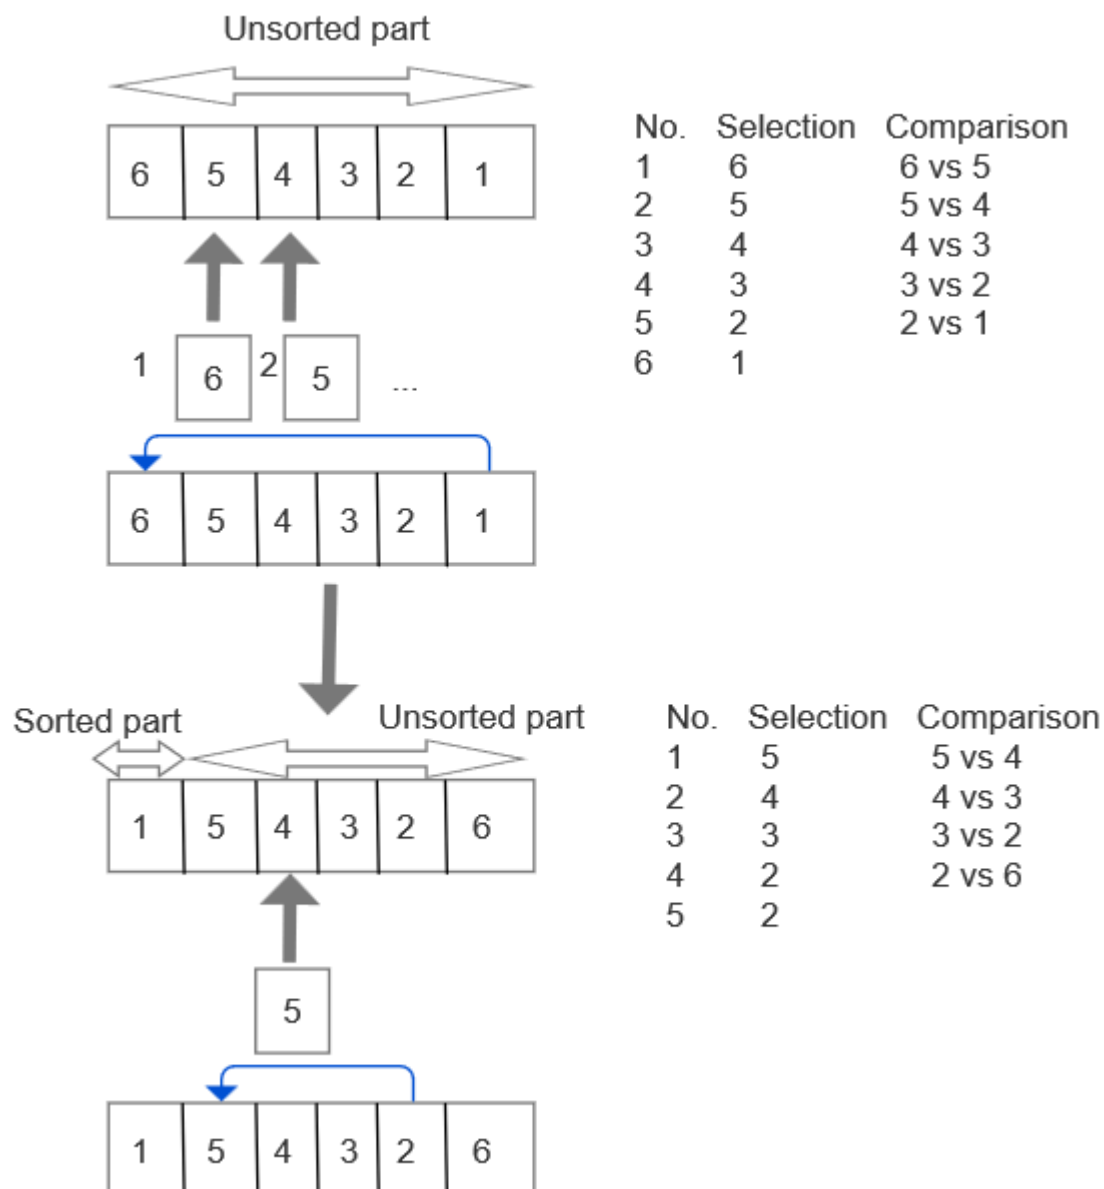 Unsorted part
6 5 4 3 2 1
No. Selection Comparison
1 6 6 vs 5
2 5 5 vs 4
3 4 4 vs 3
4 3 3 vs 2
5 2 2 vs 1
6 1
1 6 2 5 ...
6 5 4 3 2 1
Sorted part Unsorted part
1 5 4 3 2 6
No. Selection Comparison
1 5 5 vs 4
2 4 4 vs 3
3 3 3 vs 2
4 2 2 vs 6
5 2
5
1 5 4 3 2 6